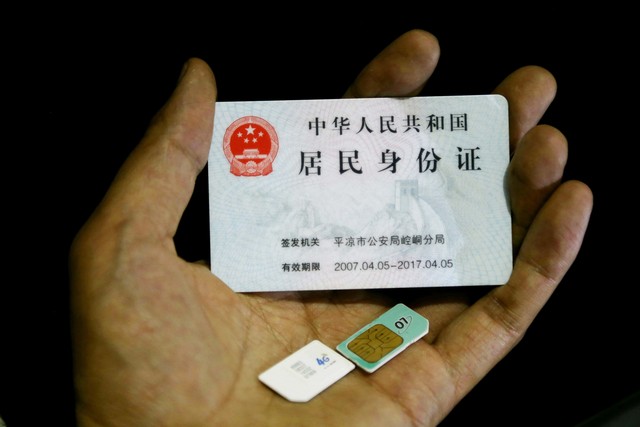 中华人民共和国
居民身份证
签发机关 平凉市公安局崆峒分局
有效期限 2007.04.05-2017.04.05
07
4G